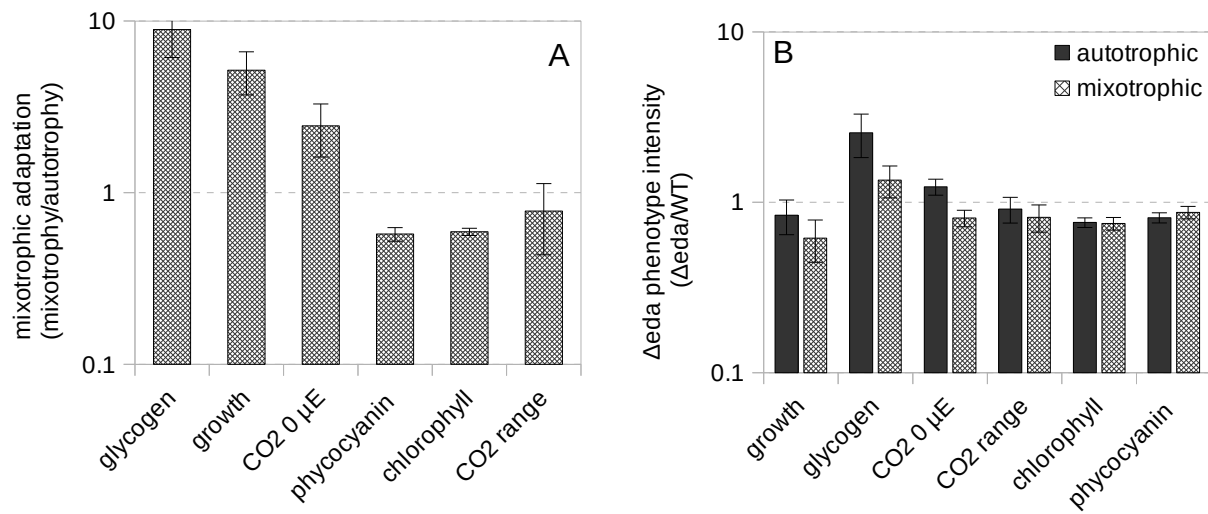 10
1
0.1
mixotrophic adaptation
(mixotrophy/autotrophy)
A
glycogen
growth
CO2 0 µE
phycocyanin
chlorophyll
CO2 range
10
1
0.1
Δeda phenotype intensity
(Δeda/WT)
B
autotrophic
mixotrophic
growth
glycogen
CO2 0 µE
CO2 range
chlorophyll
phycocyanin